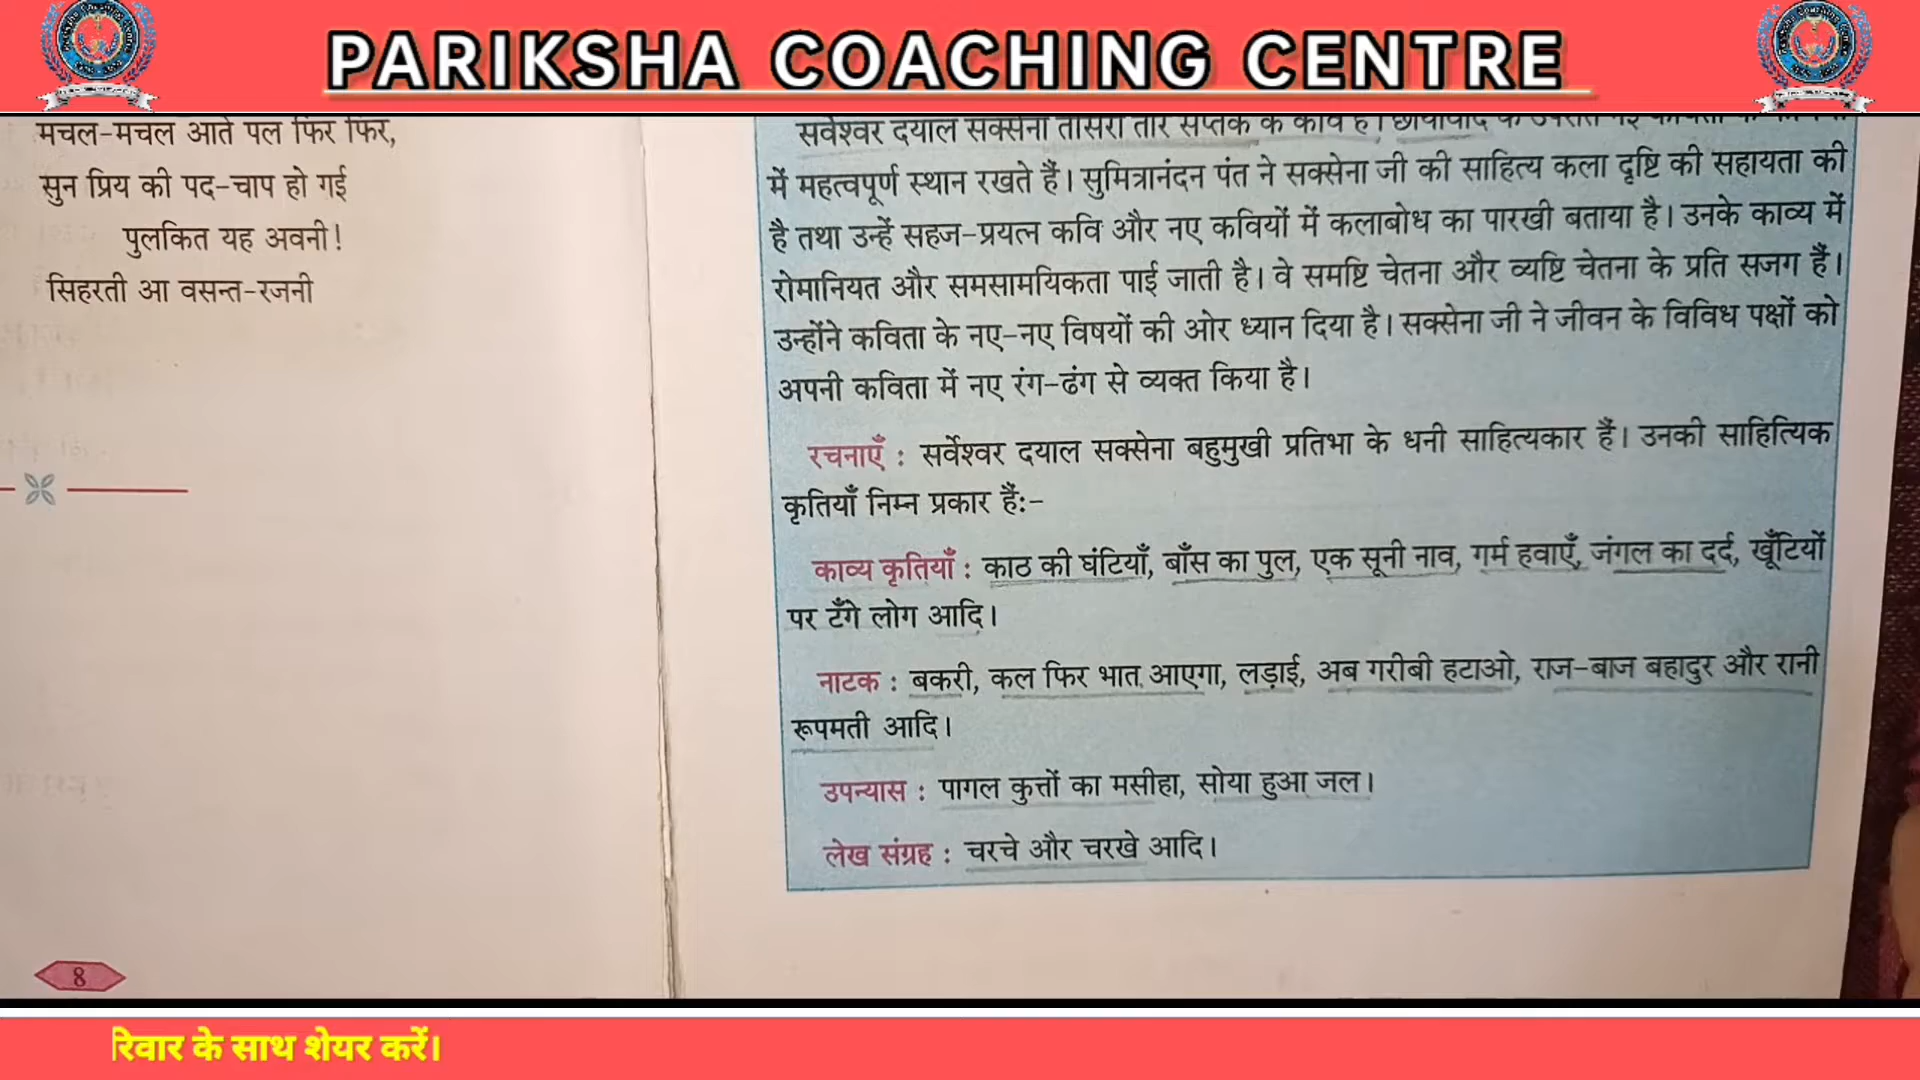 PARIKSHA COACHING CENTRE
मचल-मचल आते पल फिर फिर,
सुन प्रिय की पद-चाप हो गई
पुलकित यह अवनी!
सिहरती आ वसन्त-रजनी
8
सर्वेश्वर दयाल सक्सेना तीसरा तार सप्तक के कवि हैं। छायावाद के उपरांत नई कविता
में महत्वपूर्ण स्थान रखते हैं। सुमित्रानंदन पंत ने सक्सेना जी की साहित्य कला दृष्टि की सहायता की
है तथा उन्हें सहज-प्रयत्न कवि और नए कवियों में कलाबोध का पारखी बताया है। उनके काव्य में
रोमानियत और समसामयिकता पाई जाती है। वे समष्टि चेतना और व्यष्टि चेतना के प्रति सजग हैं।
उन्होंने कविता के नए-नए विषयों की ओर ध्यान दिया है। सक्सेना जी ने जीवन के विविध पक्षों को
अपनी कविता में नए रंग-ढंग से व्यक्त किया है।
रचनाएँ : सर्वेश्वर दयाल सक्सेना बहुमुखी प्रतिभा के धनी साहित्यकार हैं। उनकी साहित्यिक
कृतियाँ निम्न प्रकार हैं:-
काव्य कृतियाँ : काठ की घंटियाँ, बाँस का पुल, एक सूनी नाव, गर्म हवाएँ, जंगल का दर्द, खूँटियों
पर टँगे लोग आदि।
नाटक : बकरी, कल फिर भात आएगा, लड़ाई, अब गरीबी हटाओ, राज-बाज बहादुर और रानी
रूपमती आदि।
उपन्यास : पागल कुत्तों का मसीहा, सोया हुआ जल।
लेख संग्रह : चरचे और चरखे आदि।
रिवार के साथ शेयर करें।